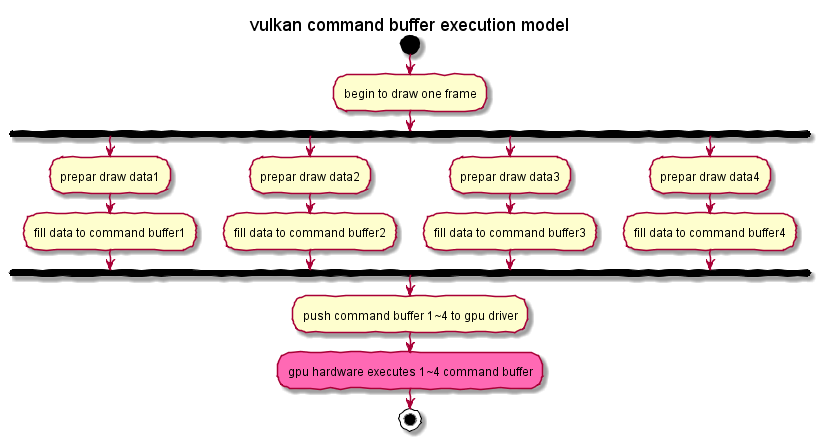 vulkan command buffer execution model
begin to draw one frame
prepar draw data1
prepar draw data2
prepar draw data3
prepar draw data4
fill data to command buffer1
fill data to command buffer2
fill data to command buffer3
fill data to command buffer4
push command buffer 1~4 to gpu driver
gpu hardware executes 1~4 command buffer